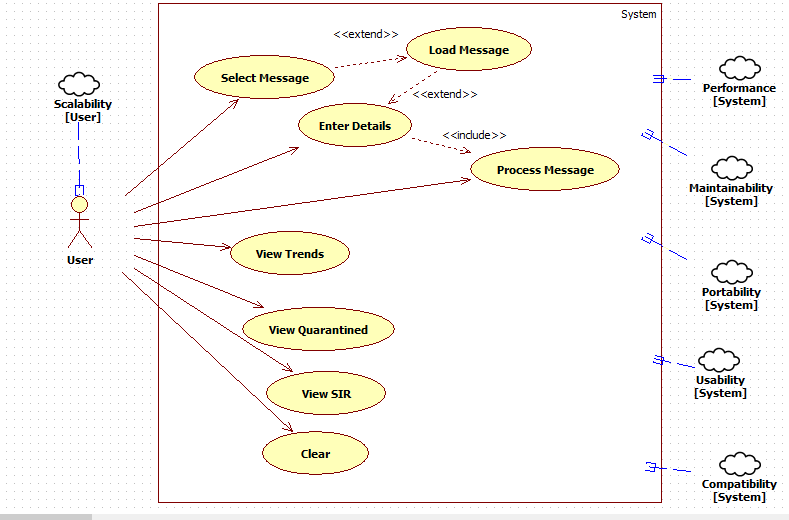 System
<<extend>>
Load Message
Select Message
<<extend>>
Scalability
[User]
Enter Details
<<include>>
Process Message
User
View Trends
View Quarantined
View SIR
Clear
Performance
[System]
Maintainability
[System]
Portability
[System]
Usability
[System]
Compatibility
[System]